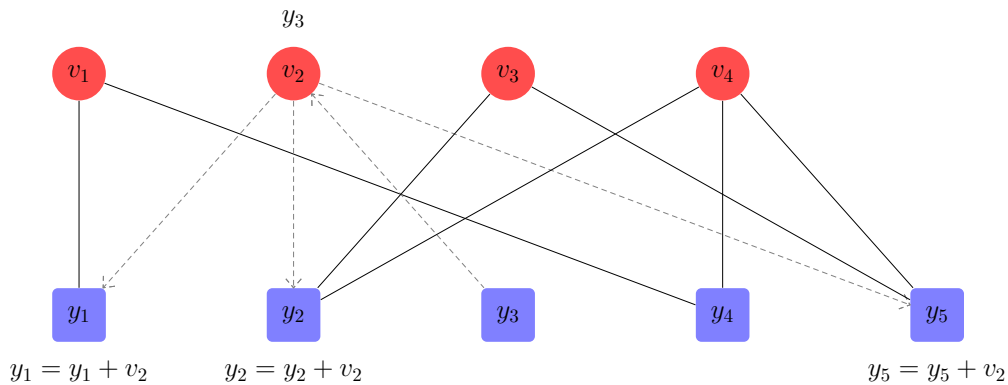 y₃
v₁ v₂ v₃ v₄
y₁ y₂ y₃ y₄ y₅
y₁ = y₁ + v₂ y₂ = y₂ + v₂ y₅ = y₅ + v₂